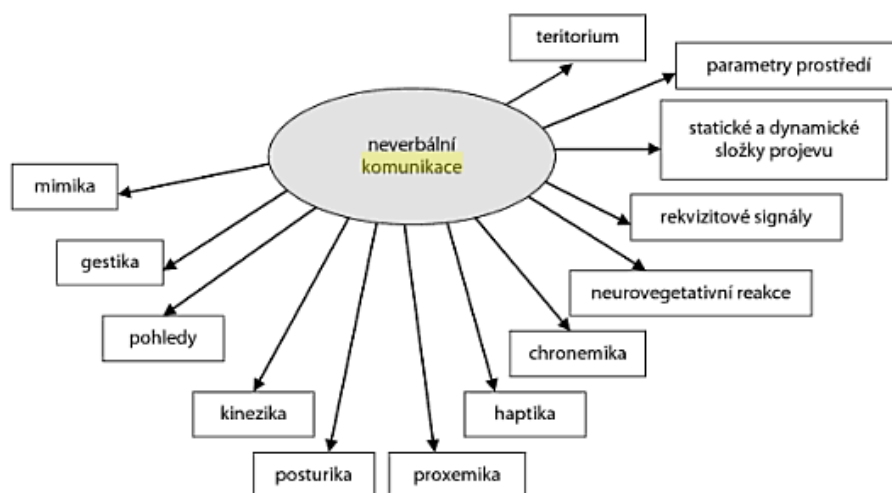 teritorium
parametry prostředí
statické a dynamické
složky projevu
neverbální
komunikace
mimika
rekvizitové signály
gestika
neurovegetativní reakce
pohledy
chronemika
kinezika
haptika
posturika
proxemika